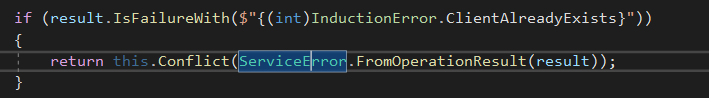 if (result.IsFailureWith($"{(int)InductionError.ClientAlreadyExists}"))
{
return this.Conflict(ServiceError.FromOperationResult(result));
}